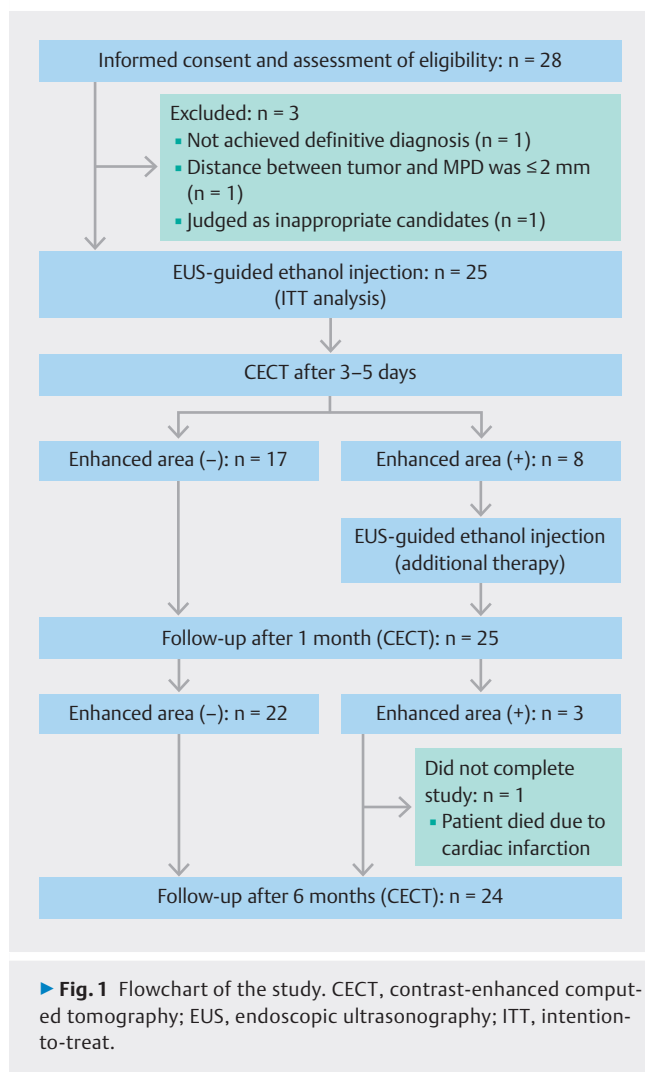 Informed consent and assessment of eligibility: n = 28
Excluded: n = 3
▪ Not achieved definitive diagnosis (n = 1)
▪ Distance between tumor and MPD was ≤ 2 mm
(n = 1)
▪ Judged as inappropriate candidates (n =1)
EUS-guided ethanol injection: n = 25
(ITT analysis)
CECT after 3–5 days
Enhanced area (–): n = 17
Enhanced area (+): n = 8
EUS-guided ethanol injection
(additional therapy)
Follow-up after 1 month (CECT): n = 25
Enhanced area (–): n = 22
Enhanced area (+): n = 3
Did not complete
study: n = 1
▪ Patient died due to
cardiac infarction
Follow-up after 6 months (CECT): n = 24
▶ Fig. 1 Flowchart of the study. CECT, contrast-enhanced comput-
ed tomography; EUS, endoscopic ultrasonography; ITT, intention-
to-treat.